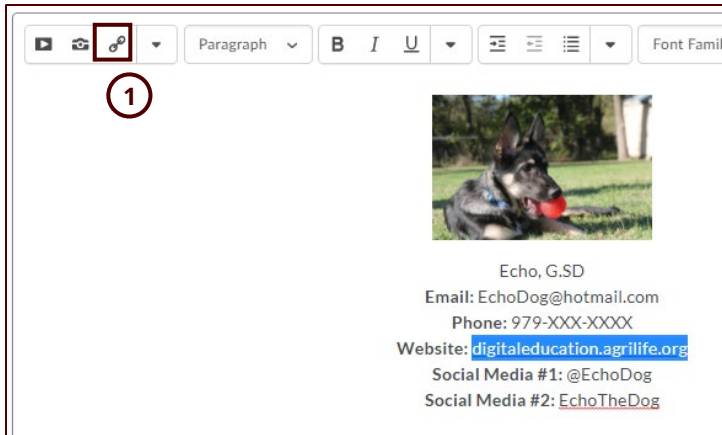 Paragraph B I U Font Famil
1
Echo, G.SD
Email: EchoDog@hotmail.com
Phone: 979-XXX-XXXX
Website: digitaleducation.agrilife.org
Social Media #1: @EchoDog
Social Media #2: EchoTheDog